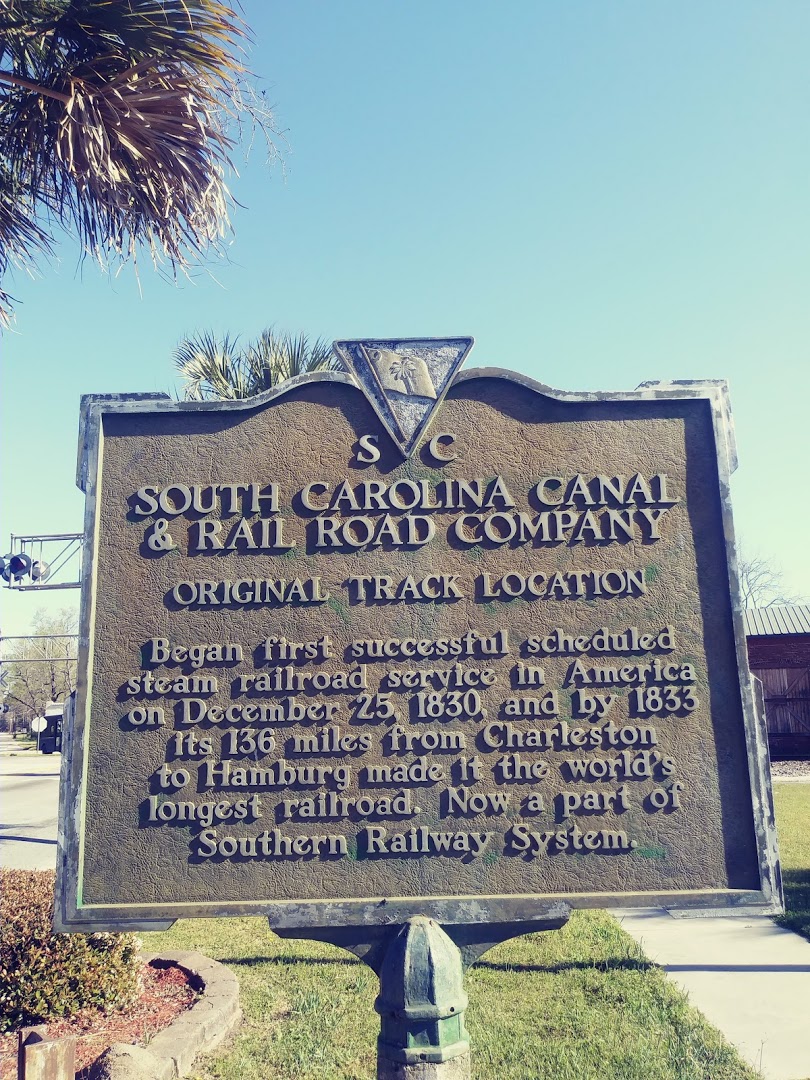 S C
SOUTH CAROLINA CANAL
& RAIL ROAD COMPANY
ORIGINAL TRACK LOCATION
Began first successful scheduled
steam railroad service in America
on December 25, 1830, and by 1833
its 136 miles from Charleston
to Hamburg made it the world's
longest railroad. Now a part of
Southern Railway System.